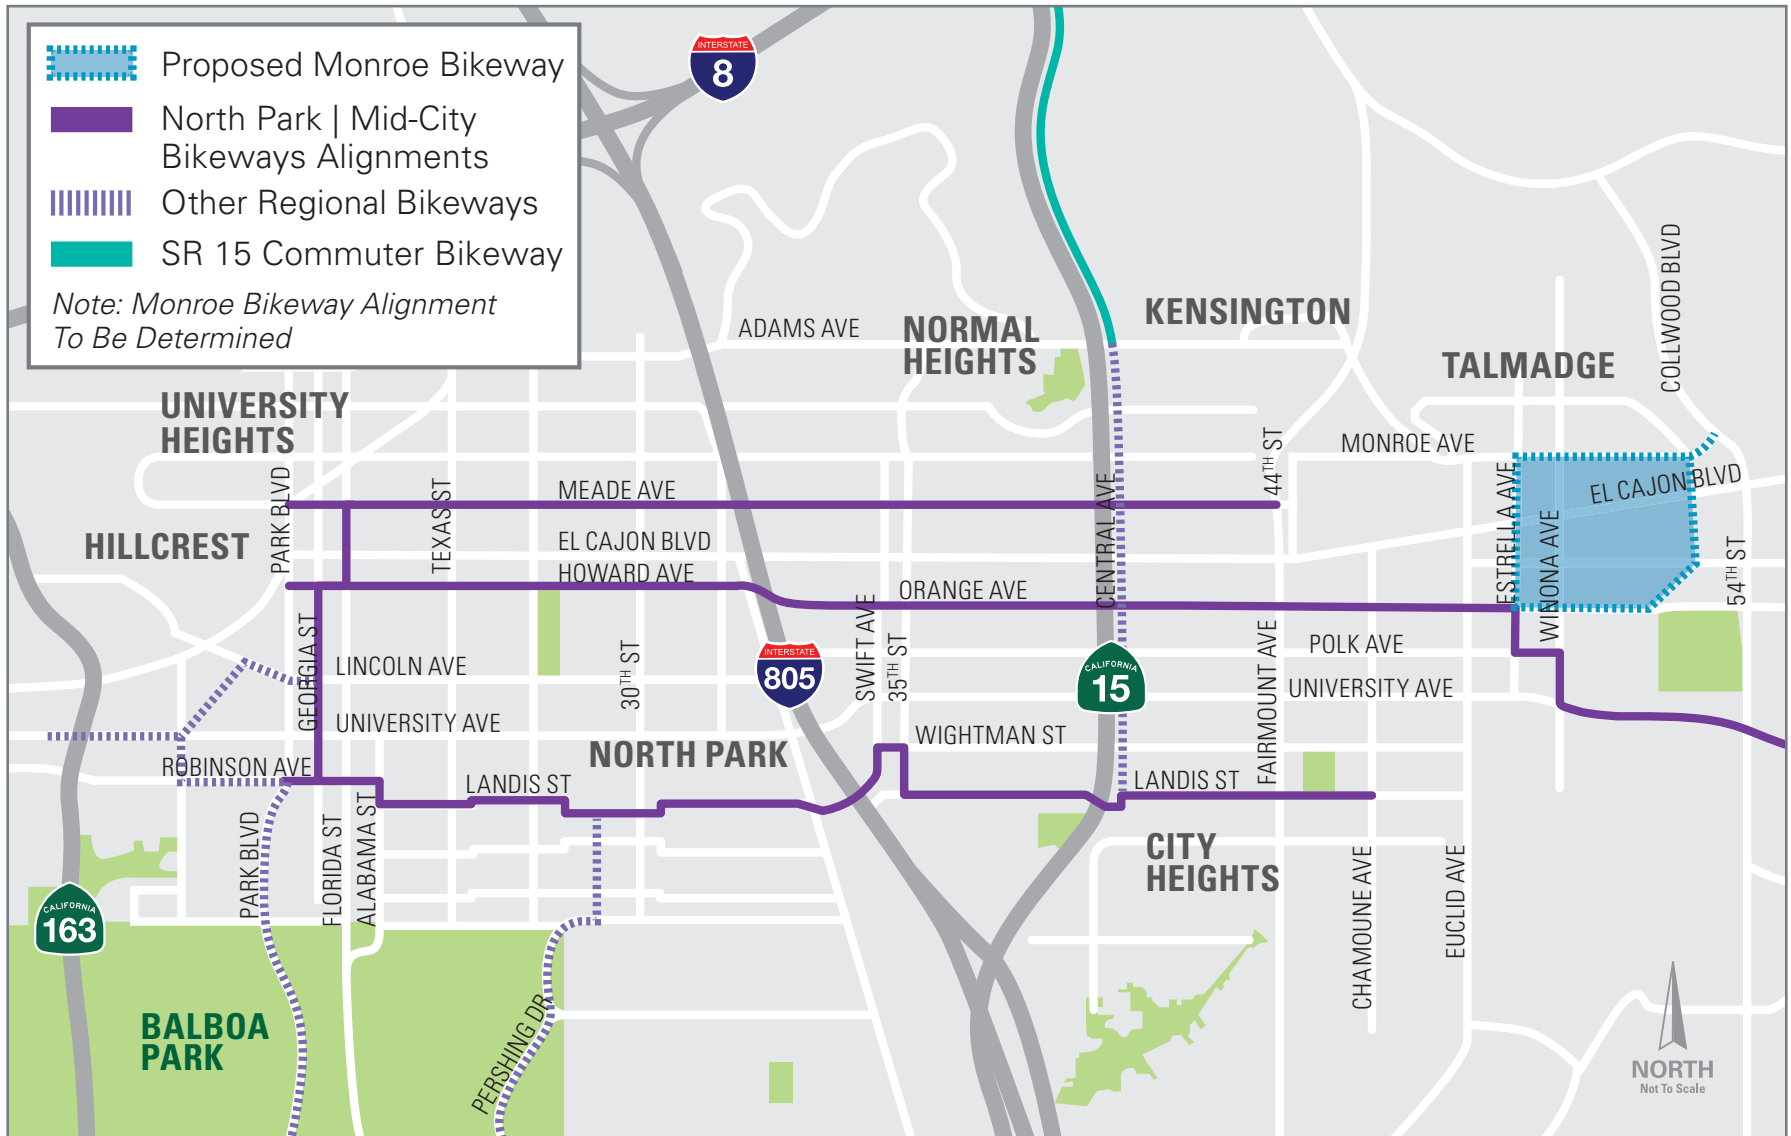 Proposed Monroe Bikeway
North Park | Mid-City
Bikeways Alignments
Other Regional Bikeways
SR 15 Commuter Bikeway
Note: Monroe Bikeway Alignment
To Be Determined
INTERSTATE
8
ADAMS AVE
NORMAL
HEIGHTS
KENSINGTON
TALMADGE
COLLWOOD BLVD
UNIVERSITY
HEIGHTS
MONROE AVE
44TH ST
PARK BLVD
TEXAS ST
MEADE AVE
CENTRAL AVE
ESTRELLA AVE
EL CAJON BLVD
WINONA AVE
54TH ST
HILLCREST
EL CAJON BLVD
HOWARD AVE
ORANGE AVE
GEORGIA ST
LINCOLN AVE
30TH ST
INTERSTATE
805
SWIFT AVE
35TH ST
CALIFORNIA
15
FAIRMOUNT AVE
POLK AVE
UNIVERSITY AVE
UNIVERSITY AVE
NORTH PARK
WIGHTMAN ST
ROBINSON AVE
LANDIS ST
LANDIS ST
PARK BLVD
FLORIDA ST
ALABAMA ST
CITY
HEIGHTS
CHAMOUNE AVE
EUCLID AVE
CALIFORNIA
163
BALBOA
PARK
PERSHING DR
NORTH
Not To Scale